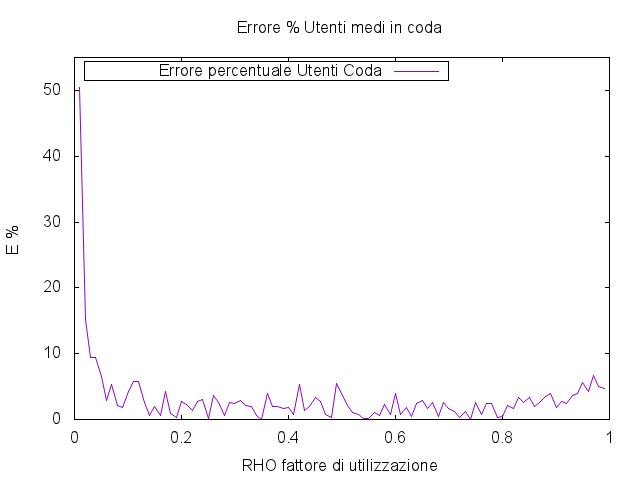 Errore % Utenti medi in coda
Errore percentuale Utenti Coda
50
40
30
20
10
0
E %
0 0.2 0.4 0.6 0.8 1
RHO fattore di utilizzazione